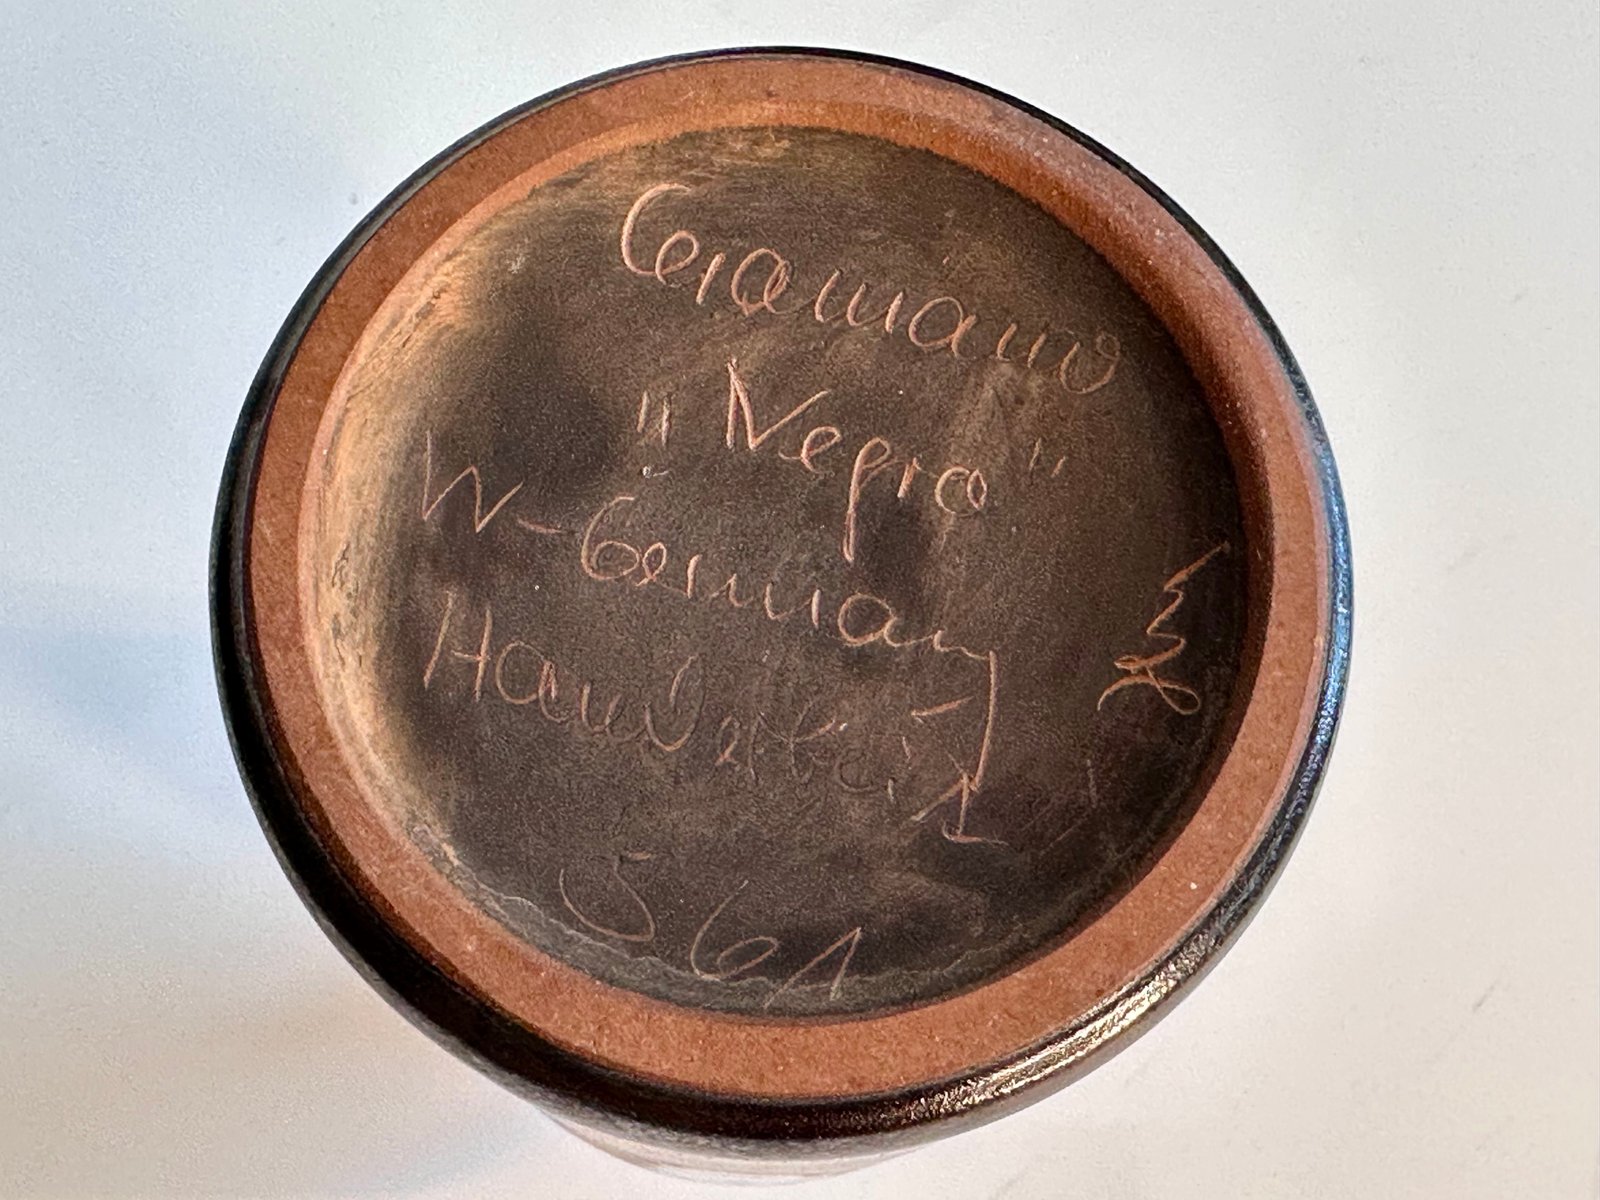 Ceramano
"Negro"
W-Germany
Handarbeit
561